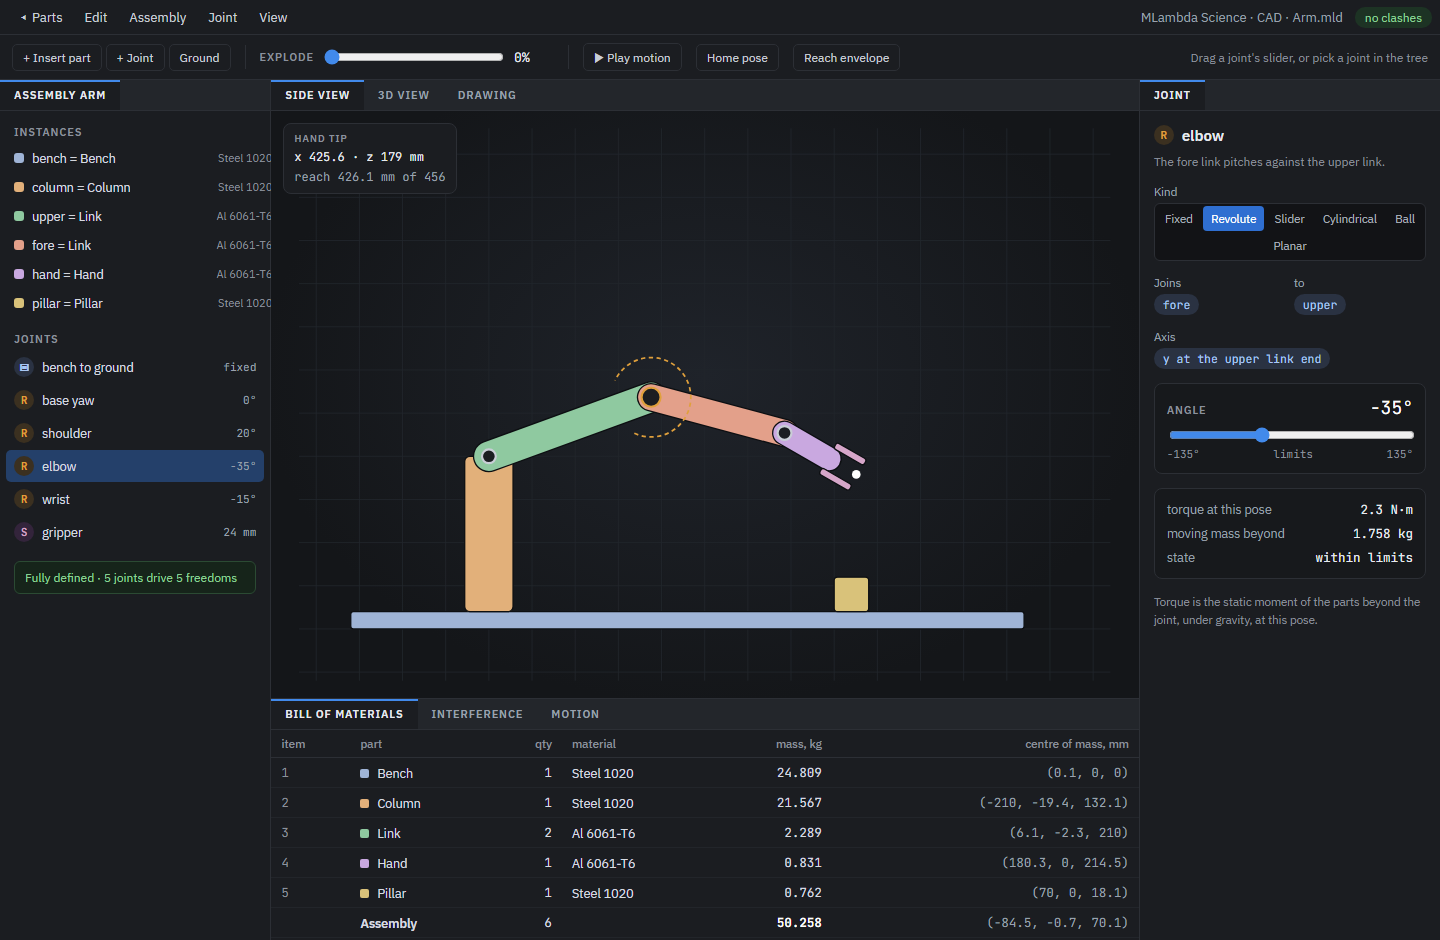 ◂ Parts Edit Assembly Joint View MLambda Science · CAD · Arm.mld no clashes
+ Insert part + Joint Ground EXPLODE 0% ▶ Play motion Home pose Reach envelope Drag a joint's slider, or pick a joint in the tree
ASSEMBLY ARM SIDE VIEW 3D VIEW DRAWING JOINT
INSTANCES
bench = Bench Steel 1020
column = Column Steel 1020
upper = Link Al 6061-T6
fore = Link Al 6061-T6
hand = Hand Al 6061-T6
pillar = Pillar Steel 1020
JOINTS
bench to ground fixed
R base yaw 0°
R shoulder 20°
R elbow -35°
R wrist -15°
S gripper 24 mm
Fully defined · 5 joints drive 5 freedoms
HAND TIP
x 425.6 · z 179 mm
reach 426.1 mm of 456
BILL OF MATERIALS INTERFERENCE MOTION
item part qty material mass, kg centre of mass, mm
1 Bench 1 Steel 1020 24.809 (0.1, 0, 0)
2 Column 1 Steel 1020 21.567 (-210, -19.4, 132.1)
3 Link 2 Al 6061-T6 2.289 (6.1, -2.3, 210)
4 Hand 1 Al 6061-T6 0.831 (180.3, 0, 214.5)
5 Pillar 1 Steel 1020 0.762 (70, 0, 18.1)
Assembly 6 50.258 (-84.5, -0.7, 70.1)
R elbow
The fore link pitches against the upper link.
Kind
Fixed Revolute Slider Cylindrical Ball
Planar
Joins to
fore upper
Axis
y at the upper link end
ANGLE -35°
-135° limits 135°
torque at this pose 2.3 N·m
moving mass beyond 1.758 kg
state within limits
Torque is the static moment of the parts beyond the
joint, under gravity, at this pose.